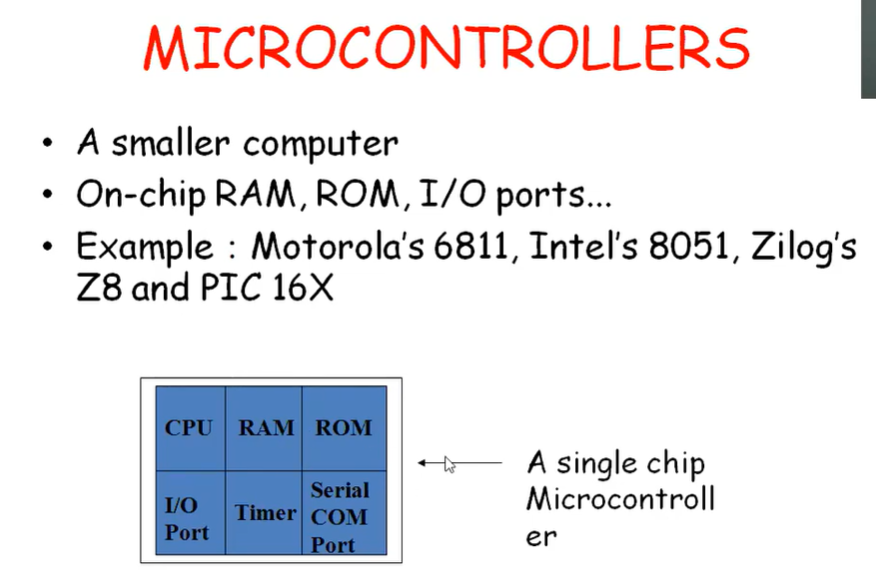 MICROCONTROLLERS
• A smaller computer
• On-chip RAM, ROM, I/O ports...
• Example : Motorola's 6811, Intel's 8051, Zilog's
Z8 and PIC 16X
CPU RAM ROM
I/O
Port
Timer
Serial
COM
Port
A single chip
Microcontroll
er